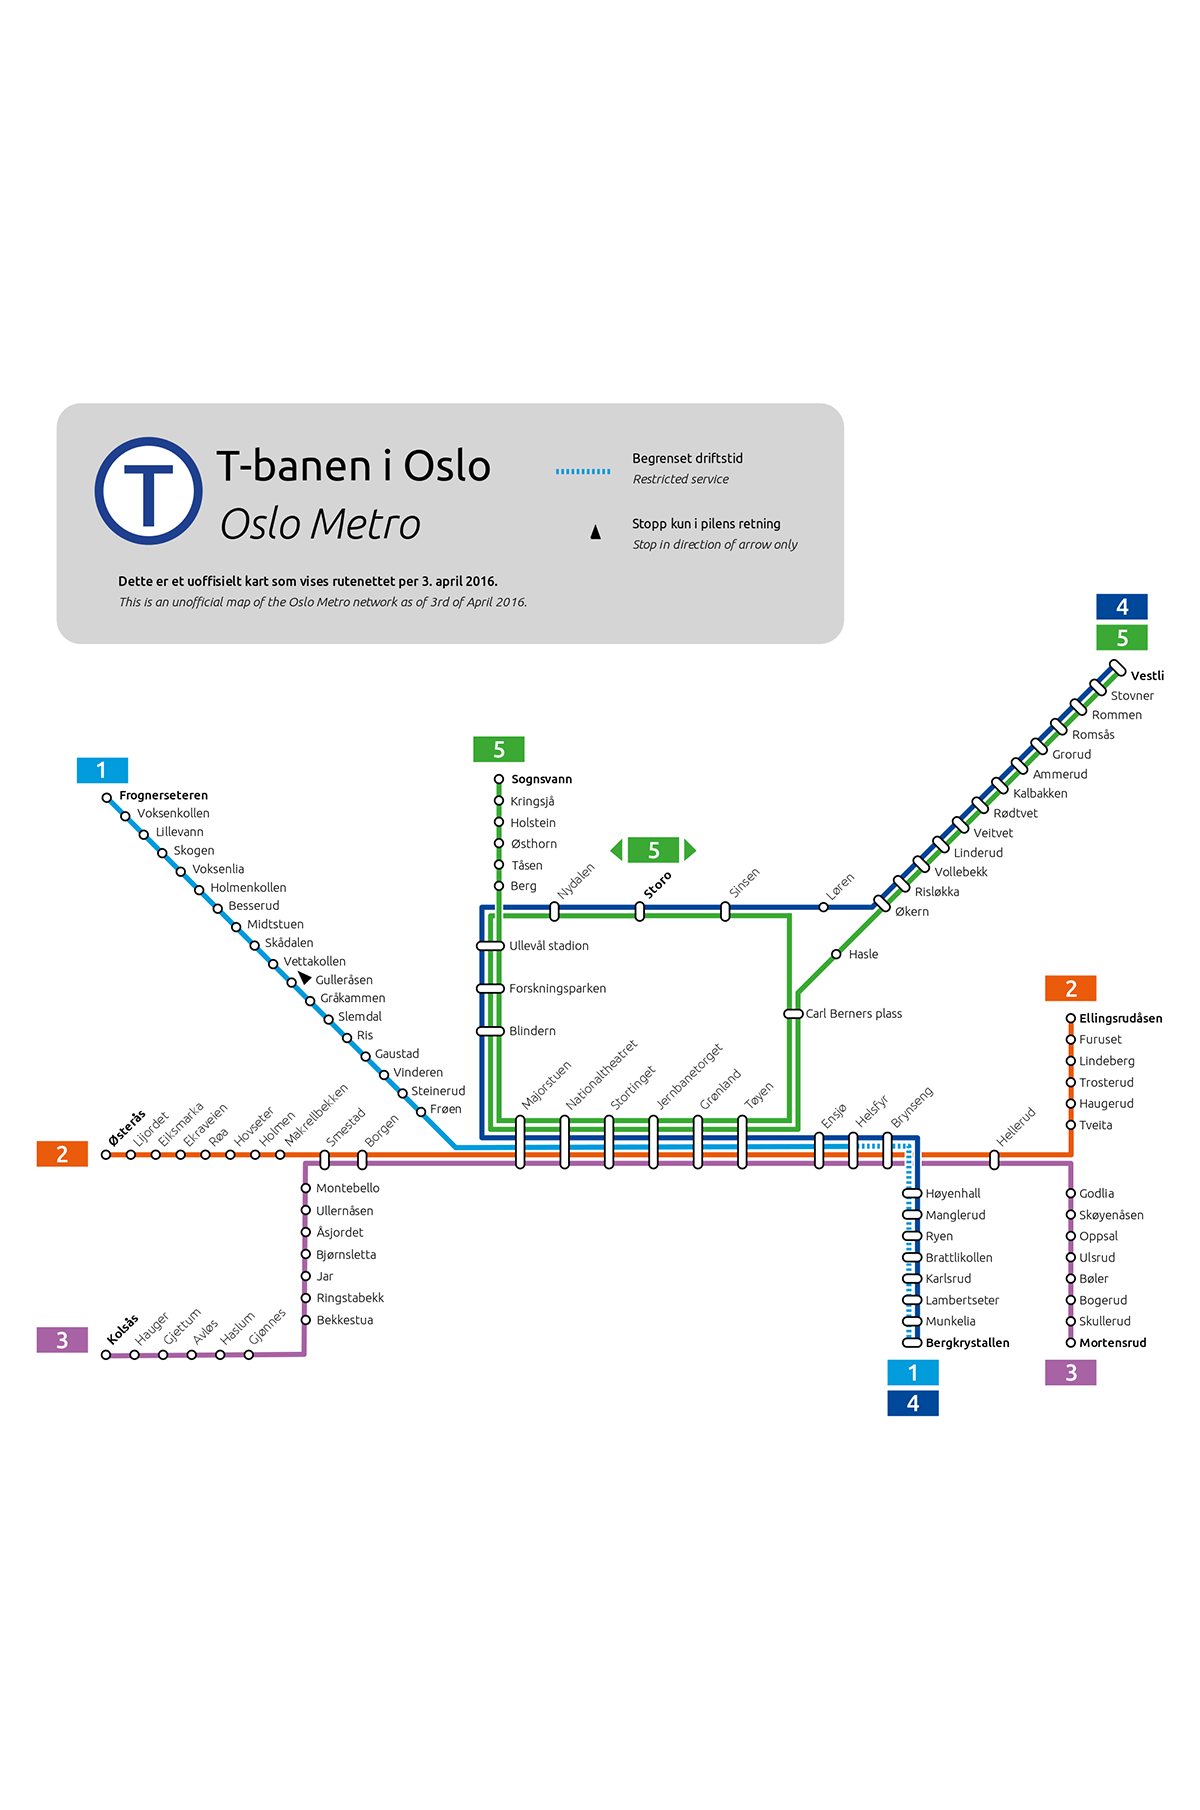 T
T-banen i Oslo
Oslo Metro
Begrenset driftstid
Restricted service
Stopp kun i pilens retning
Stop in direction of arrow only
Dette er et uoffisielt kart som vises rutenettet per 3. april 2016.
This is an unofficial map of the Oslo Metro network as of 3rd of April 2016.
4
5
Vestli
Stovner
Rommen
Romsås
Grorud
Ammerud
Kalbakken
Rødtvet
Veitvet
Linderud
Vollebekk
Risløkka
Økern
Hasle
Carl Berners plass
5
Sognsvann
Kringsjå
Holstein
Østhorn
Tåsen
Berg
5
Nydalen
Storo
Sinsen
Løren
Ullevål stadion
Forskningsparken
Blindern
1
Frognerseteren
Voksenkollen
Lillevann
Skogen
Voksenlia
Holmenkollen
Besserud
Midtstuen
Skådalen
Vettakollen
Gulleråsen
Gråkammen
Slemdal
Ris
Gaustad
Vinderen
Steinerud
Frøen
2
Østerås
Lijordet
Eiksmarka
Ekraveien
Røa
Hovseter
Holmen
Makrellbekken
Smestad
Borgen
Majorstuen
Nationaltheatret
Stortinget
Jernbanetorget
Grønland
Tøyen
Ensjø
Helsfyr
Brynseng
Hellerud
2
Ellingsrudåsen
Furuset
Lindeberg
Trosterud
Haugerud
Tveita
Montebello
Ullernåsen
Åsjordet
Bjørnsletta
Jar
Ringstabekk
Bekkestua
3
Kolsås
Hauger
Gjettum
Avløs
Haslum
Gjønnes
Høyenhall
Manglerud
Ryen
Brattlikollen
Karlsrud
Lambertseter
Munkelia
Bergkrystallen
1
4
Godlia
Skøyenåsen
Oppsal
Ulsrud
Bøler
Bogerud
Skullerud
Mortensrud
3